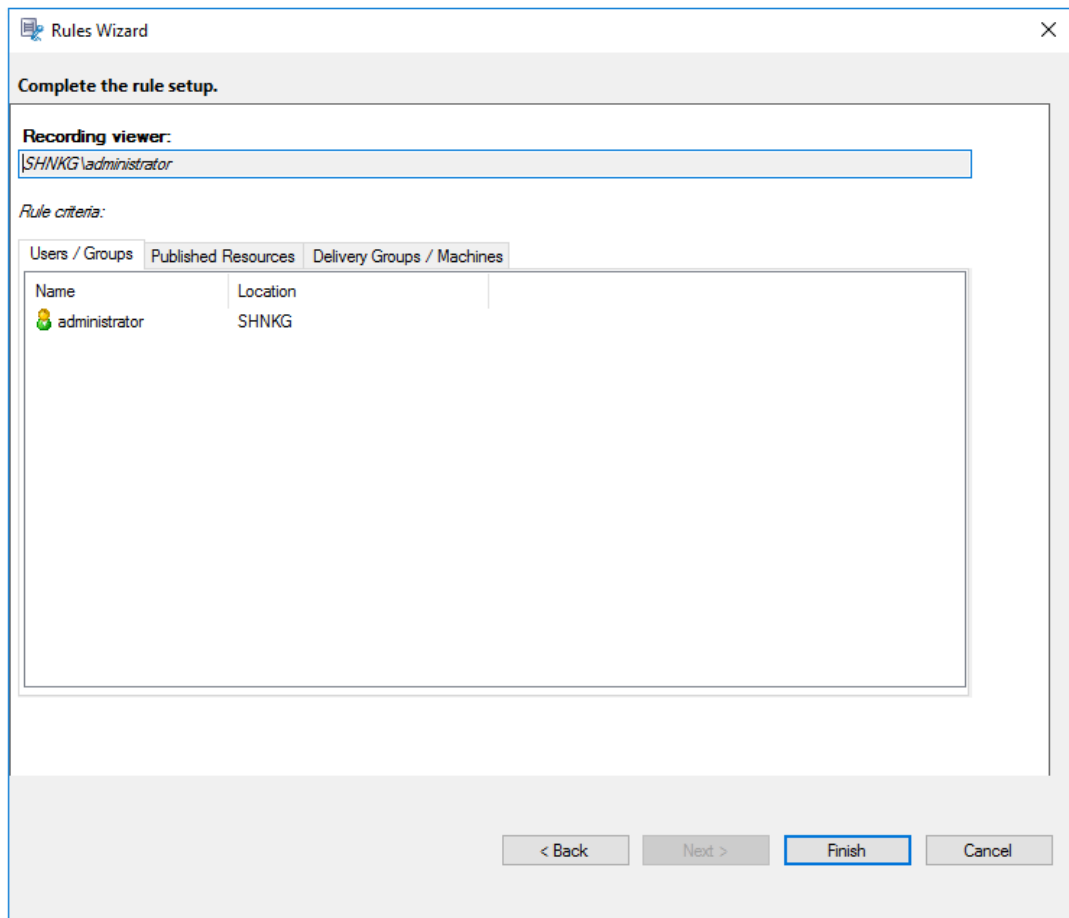 Rules Wizard
Complete the rule setup.
Recording viewer:
SHNKG\administrator
Rule criteria:
Users / Groups Published Resources Delivery Groups / Machines
Name Location
administrator SHNKG
< Back Next > Finish Cancel